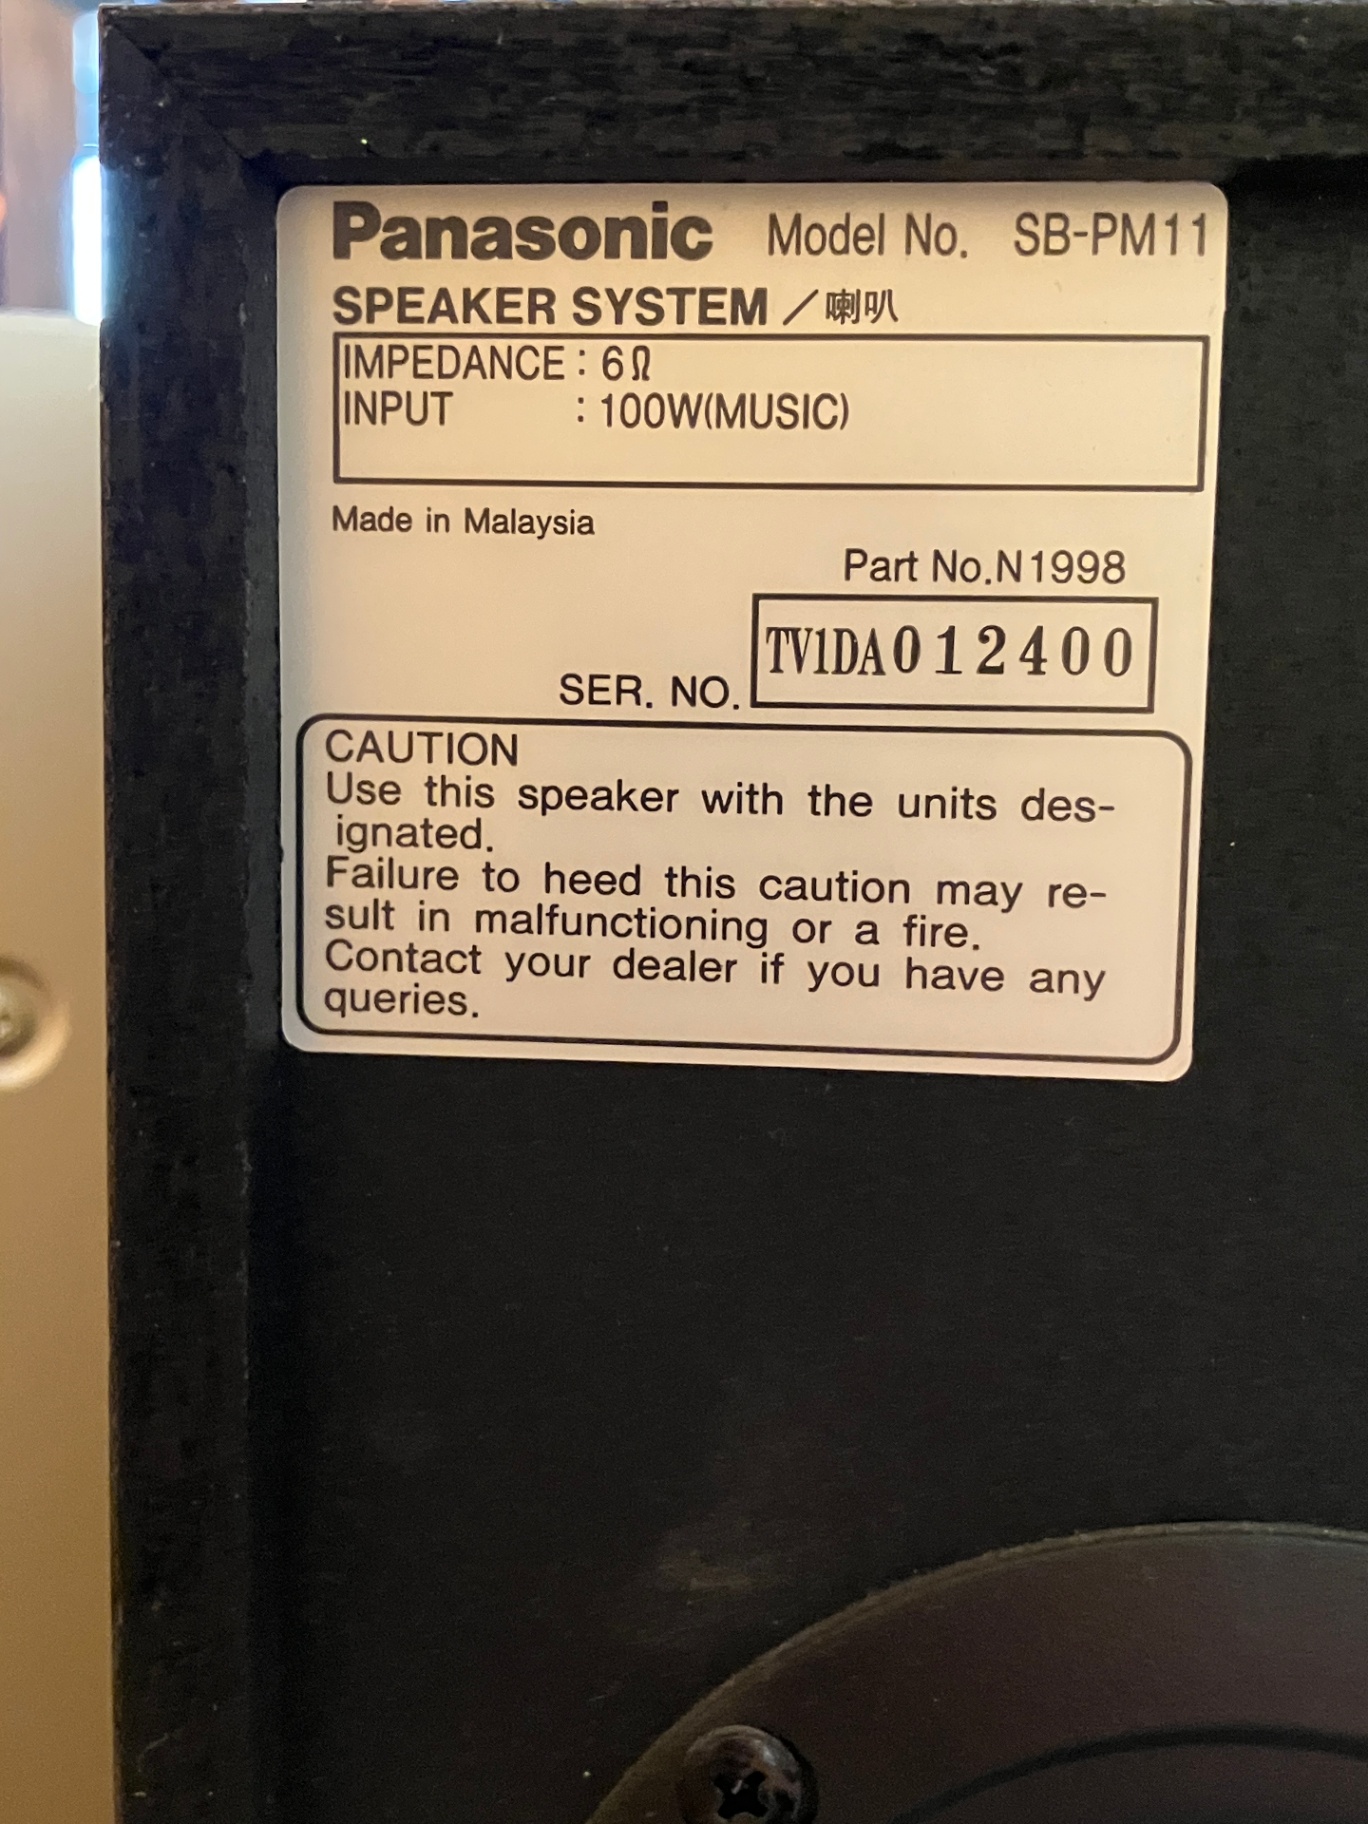 Panasonic Model No. SB-PM11
SPEAKER SYSTEM / 喇叭
IMPEDANCE : 6Ω
INPUT : 100W(MUSIC)
Made in Malaysia
Part No.N1998
SER. NO. TV1DA012400
CAUTION
Use this speaker with the units des-
ignated.
Failure to heed this caution may re-
sult in malfunctioning or a fire.
Contact your dealer if you have any
queries.